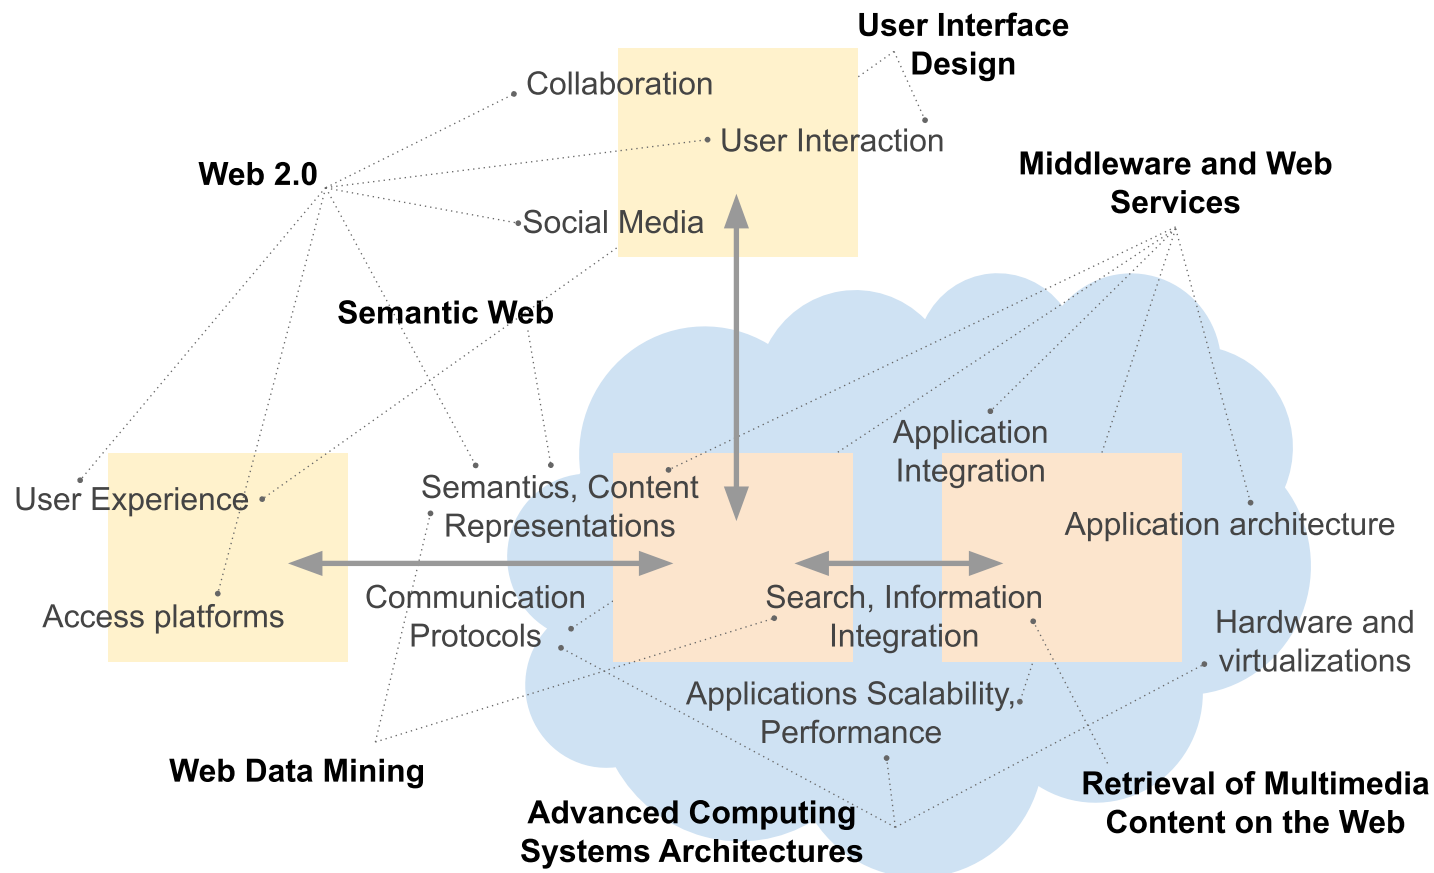 User Interface
Design
Collaboration
User Interaction
Web 2.0
Middleware and Web
Services
Social Media
Semantic Web
Application
Integration
User Experience
Semantics, Content
Representations
Application architecture
Access platforms
Communication
Protocols
Search, Information
Integration
Hardware and
virtualizations
Applications Scalability,
Performance
Web Data Mining
Advanced Computing
Systems Architectures
Retrieval of Multimedia
Content on the Web